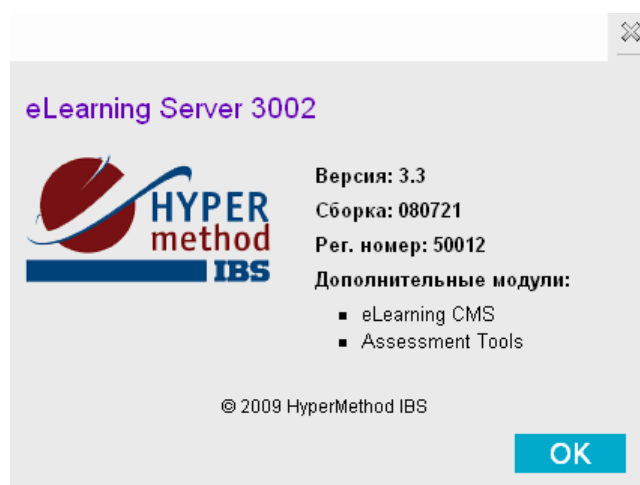 eLearning Server 3002
HYPER
method
IBS
Версия: 3.3
Сборка: 080721
Рег. номер: 50012
Дополнительные модули:
eLearning CMS
Assessment Tools
© 2009 HyperMethod IBS
OK